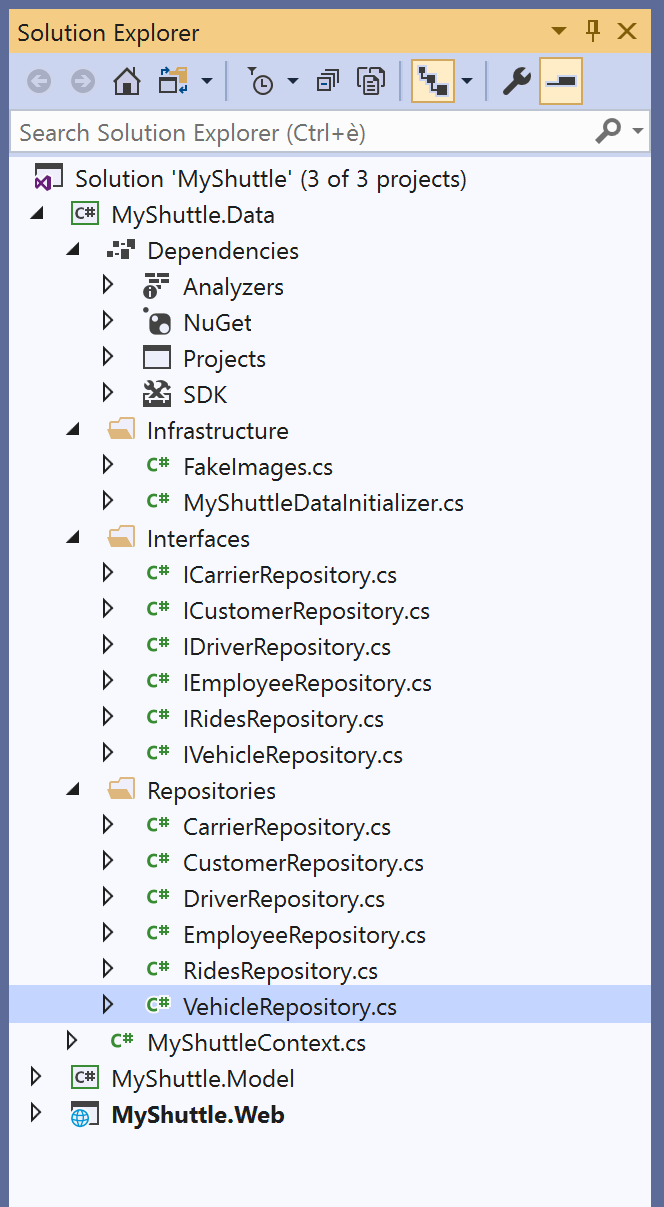 Solution Explorer
Search Solution Explorer (Ctrl+è)
Solution 'MyShuttle' (3 of 3 projects)
C# MyShuttle.Data
Dependencies
Analyzers
NuGet
Projects
SDK
Infrastructure
C# FakeImages.cs
C# MyShuttleDataInitializer.cs
Interfaces
C# ICarrierRepository.cs
C# ICustomerRepository.cs
C# IDriverRepository.cs
C# IEmployeeRepository.cs
C# IRidesRepository.cs
C# IVehicleRepository.cs
Repositories
C# CarrierRepository.cs
C# CustomerRepository.cs
C# DriverRepository.cs
C# EmployeeRepository.cs
C# RidesRepository.cs
C# VehicleRepository.cs
C# MyShuttleContext.cs
C# MyShuttle.Model
MyShuttle.Web